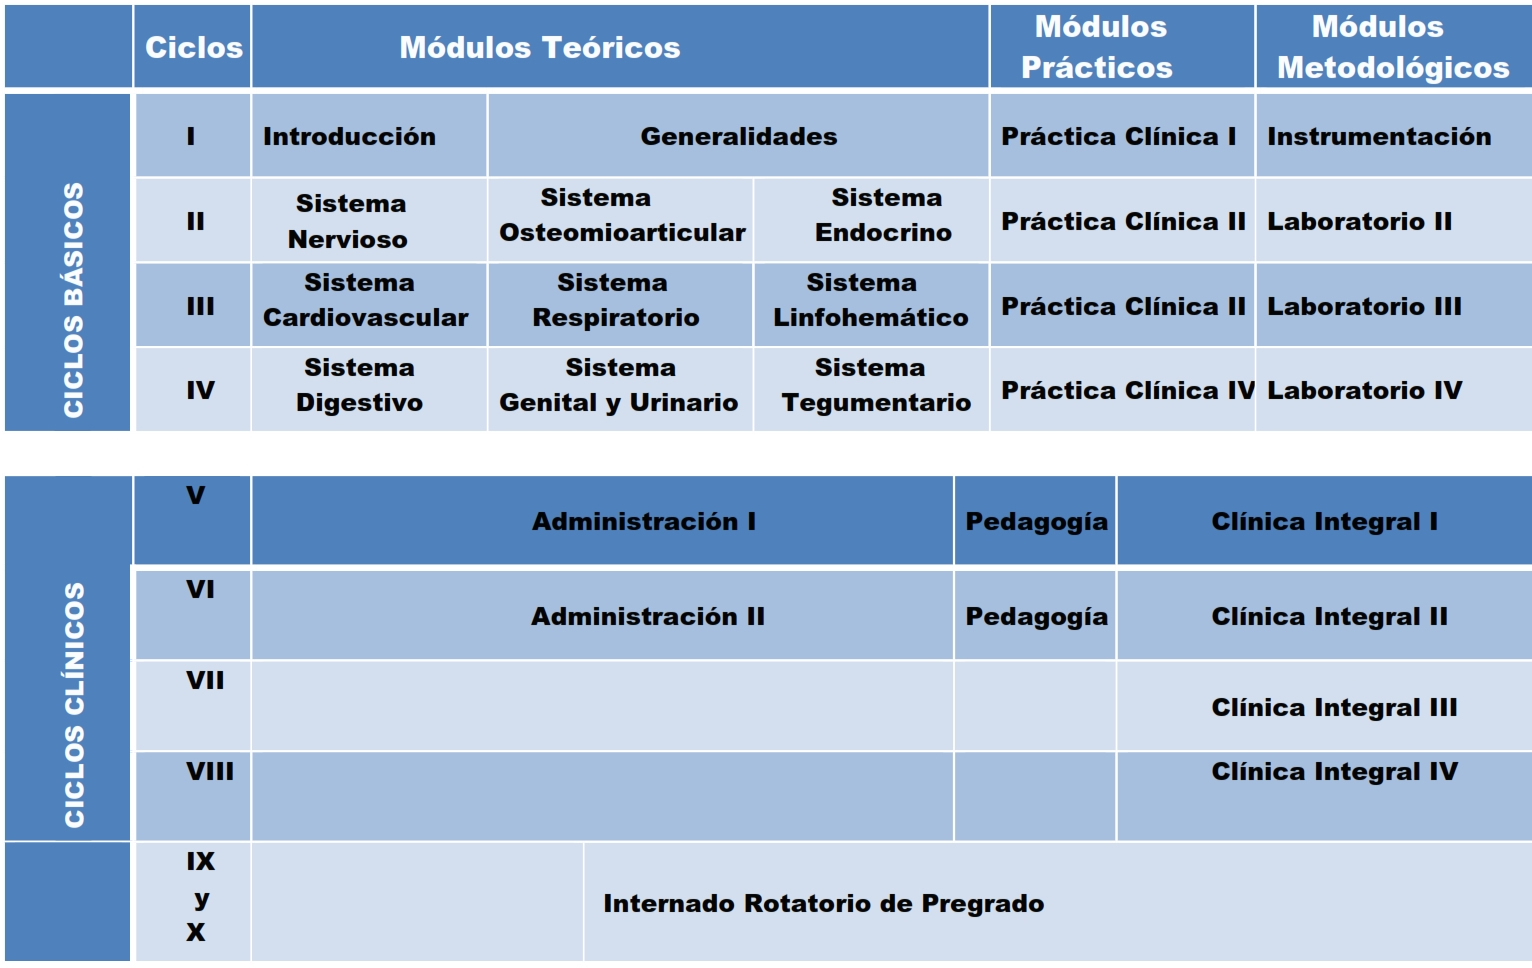 Ciclos
Módulos Teóricos
Módulos
Prácticos
Módulos
Metodológicos
CICLOS BÁSICOS
I
Introducción
Generalidades
Práctica Clínica I
Instrumentación
II
Sistema
Nervioso
Sistema
Osteomioarticular
Sistema
Endocrino
Práctica Clínica II
Laboratorio II
III
Sistema
Cardiovascular
Sistema
Respiratorio
Sistema
Linfohemático
Práctica Clínica II
Laboratorio III
IV
Sistema
Digestivo
Sistema
Genital y Urinario
Sistema
Tegumentario
Práctica Clínica IV
Laboratorio IV
CICLOS CLÍNICOS
V
Administración I
Pedagogía
Clínica Integral I
VI
Administración II
Pedagogía
Clínica Integral II
VII
Clínica Integral III
VIII
Clínica Integral IV
IX
y
X
Internado Rotatorio de Pregrado